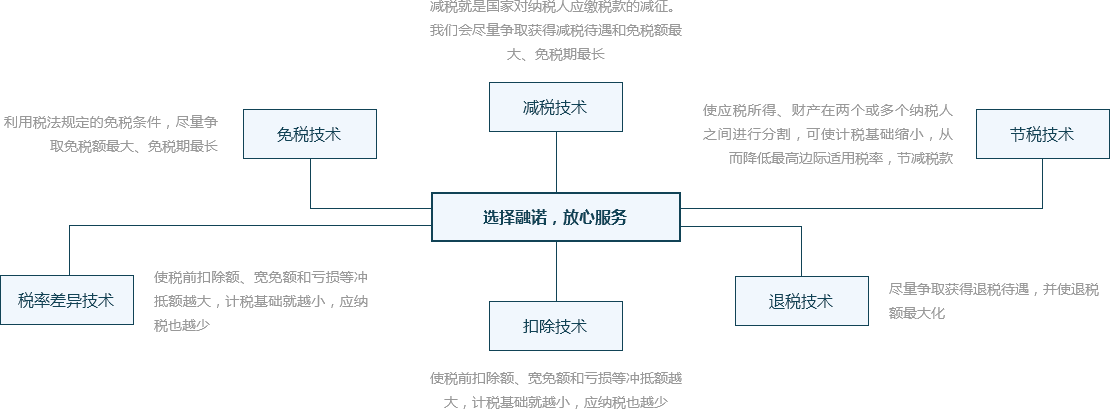 减税就是国家对纳税人应缴税款的减征。
我们会尽量争取获得减税待遇和免税额最
大、免税期最长
减税技术
利用税法规定的免税条件，尽量争
取免税额最大、免税期最长
免税技术
使应税所得、财产在两个或多个纳税人
之间进行分割，可使计税基础缩小，从
而降低最高边际适用税率，节减税款
节税技术
选择融诺，放心服务
税率差异技术
使税前扣除额、宽免额和亏损等冲
抵额越大，计税基础就越小，应纳
税也越少
扣除技术
使税前扣除额、宽免额和亏损等冲抵额越
大，计税基础就越小，应纳税也越少
退税技术
尽量争取获得退税待遇，并使退税
额最大化